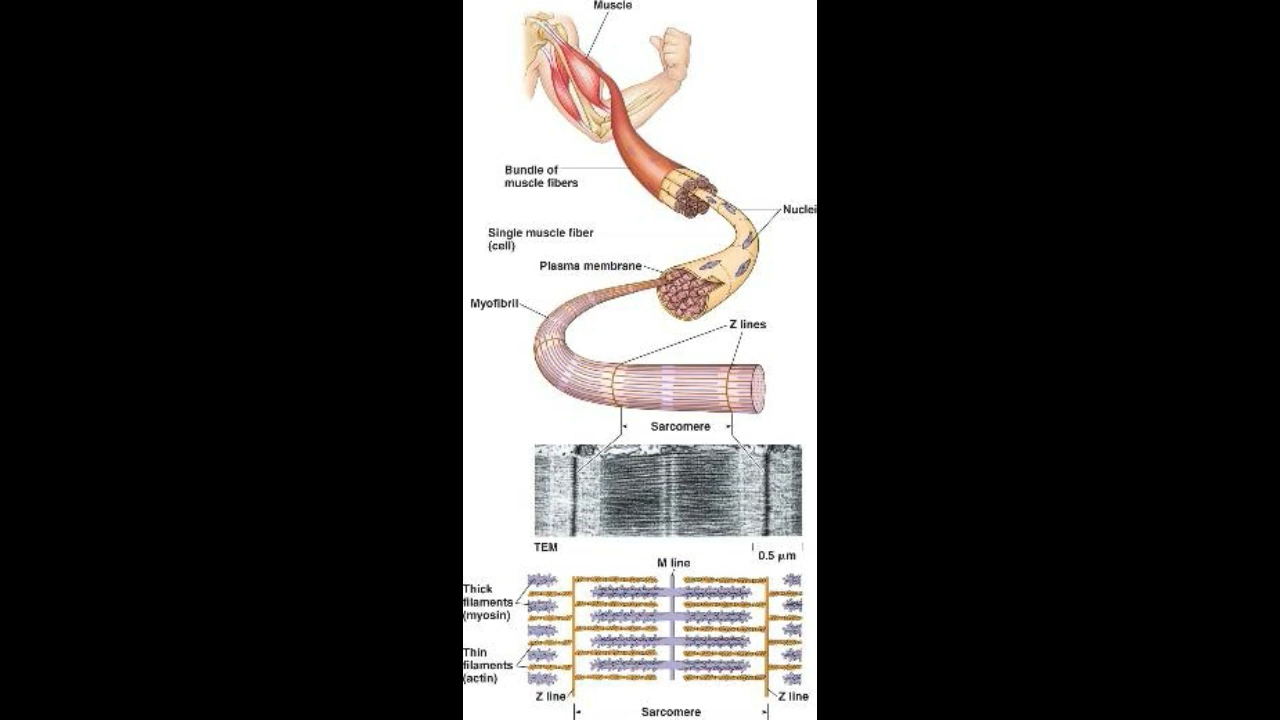 Muscle
Bundle of
muscle fibers
Nuclei
Single muscle fiber
(cell)
Plasma membrane
Myofibril
Z lines
Sarcomere
TEM
0.5 μm
M line
Thick
filaments
(myosin)
Thin
filaments
(actin)
Z line
Z line
Sarcomere